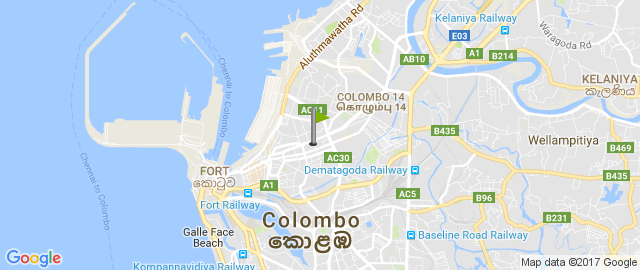 Kelaniya Railway
E03
A1
B214
Waragoda Rd
Aluthmawatha Rd
AB10
KELANIYA
කැලණිය
Chennai to Colombo
COLOMBO 14
கொழும்பு 14
AC11
B435
Wellampitiya
B469
AC30
FORT
කොටුව
Dematagoda Railway
B435
A1
Chennai to Colombo
Fort Railway
AC5
B96
B231
Colombo
කොළඹ
Galle Face
Beach
Baseline Road Railway
Kompannavidiya Railway
Google
Map data ©2017 Google